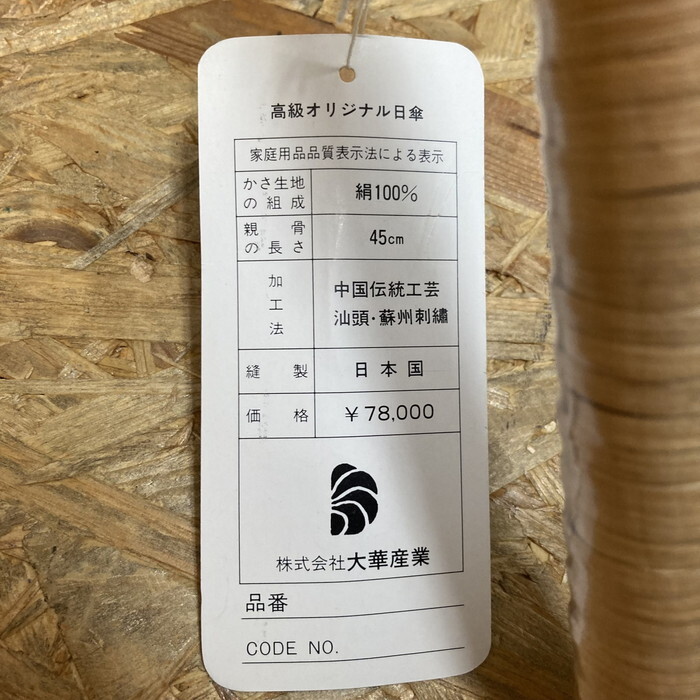 高級オリジナル日傘
家庭用品品質表示法による表示
かさ生地の組成 絹100%
親骨の長さ 45cm
加工法 中国伝統工芸
汕頭・蘇州刺繡
縫製 日本国
価格 ¥78,000
株式会社大華産業
品番
CODE NO.